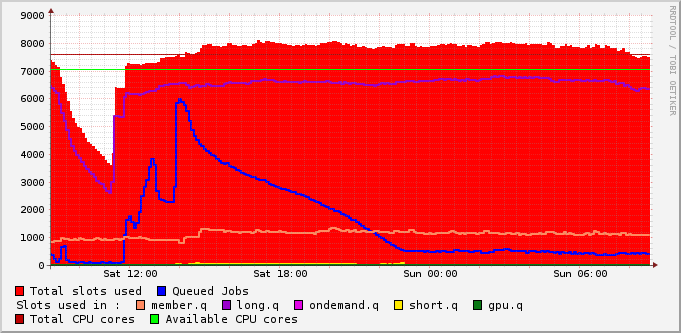 RRDTOOL / TOBI OETIKER
9000
8000
7000
6000
5000
4000
3000
2000
1000
0
Sat 12:00 Sat 18:00 Sun 00:00 Sun 06:00
Total slots used Queued Jobs
Slots used in : member.q long.q ondemand.q short.q gpu.q
Total CPU cores Available CPU cores